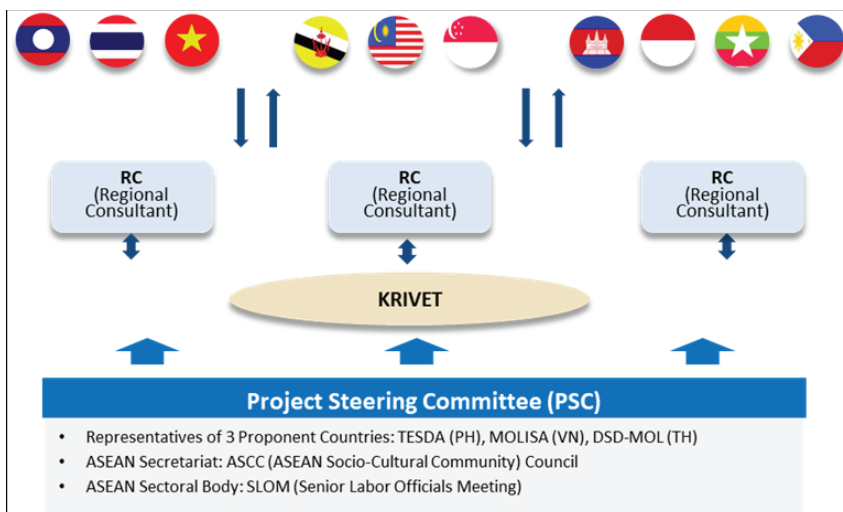 RC
(Regional
Consultant)
RC
(Regional
Consultant)
RC
(Regional
Consultant)
KRIVET
Project Steering Committee (PSC)
• Representatives of 3 Proponent Countries: TESDA (PH), MOLISA (VN), DSD-MOL (TH)
• ASEAN Secretariat: ASCC (ASEAN Socio-Cultural Community) Council
• ASEAN Sectoral Body: SLOM (Senior Labor Officials Meeting)